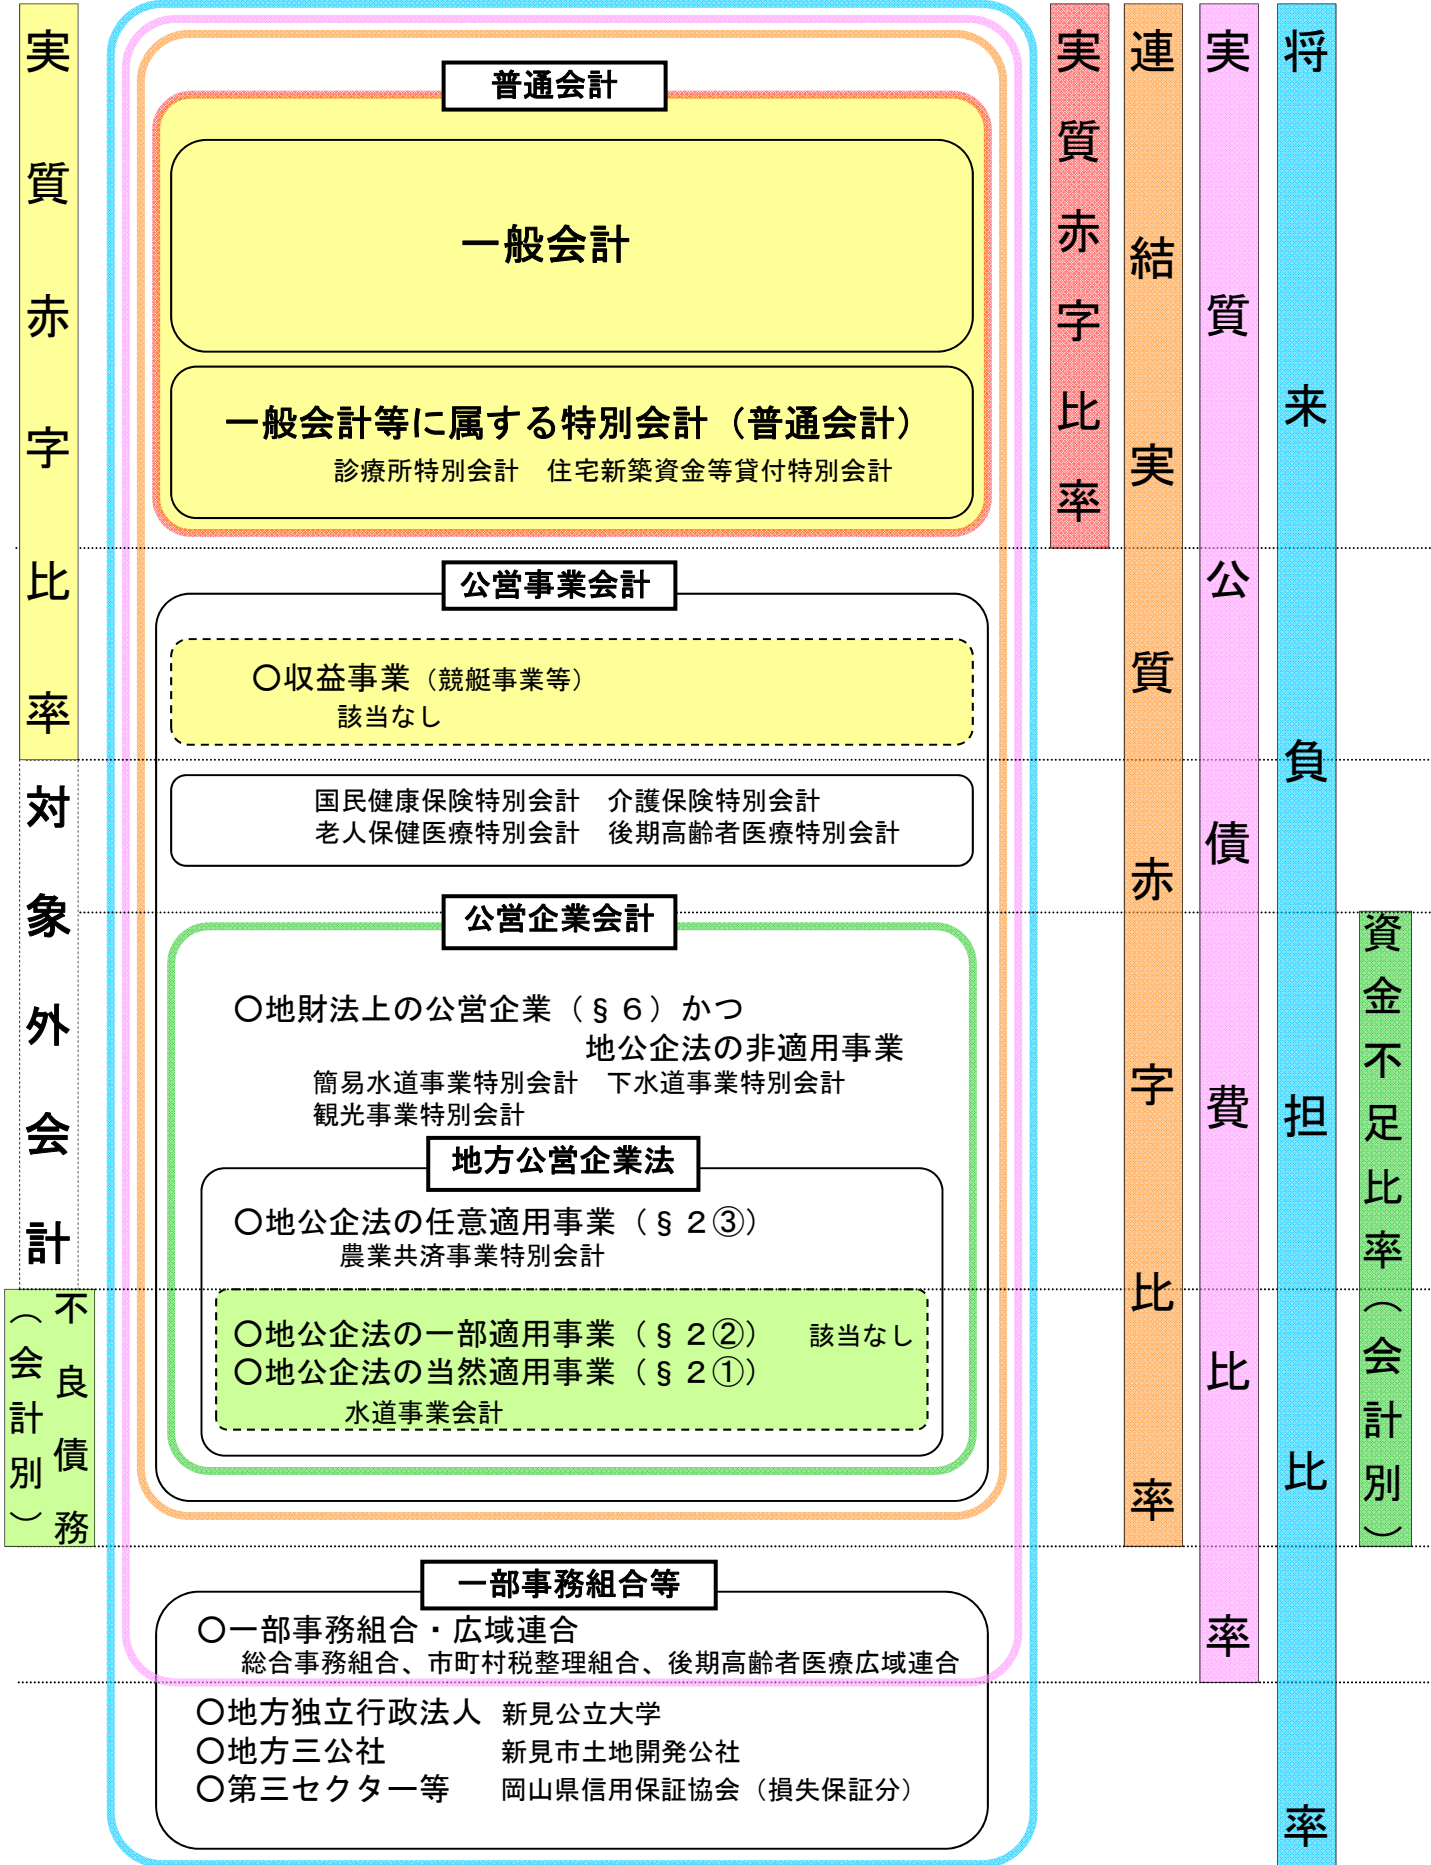 実質赤字比率
対象外会計
不良債務
（会計別）
普通会計
一般会計
一般会計等に属する特別会計（普通会計）
診療所特別会計　住宅新築資金等貸付特別会計
公営事業会計
○収益事業（競艇事業等）
該当なし
国民健康保険特別会計　介護保険特別会計
老人保健医療特別会計　後期高齢者医療特別会計
公営企業会計
○地財法上の公営企業（§６）かつ
地公企法の非適用事業
簡易水道事業特別会計　下水道事業特別会計
観光事業特別会計
地方公営企業法
○地公企法の任意適用事業（§２③）
農業共済事業特別会計
○地公企法の一部適用事業（§２②）　該当なし
○地公企法の当然適用事業（§２①）
水道事業会計
一部事務組合等
○一部事務組合・広域連合
総合事務組合、市町村税整理組合、後期高齢者医療広域連合
○地方独立行政法人　新見公立大学
○地方三公社　新見市土地開発公社
○第三セクター等　岡山県信用保証協会（損失保証分）
実質赤字比率
連結実質赤字比率
実質公債費比率
将来負担比率
資金不足比率（会計別）